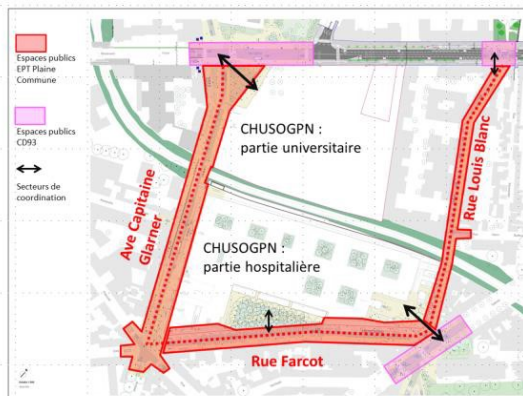 Espaces publics
EPT Plaine
Commune
Espaces publics
CD93
Secteurs de
coordination
CHUSOGPN :
partie universitaire
CHUSOGPN :
partie hospitalière
Ave Capitaine
Glarner
Rue Louis Blanc
Rue Farcot